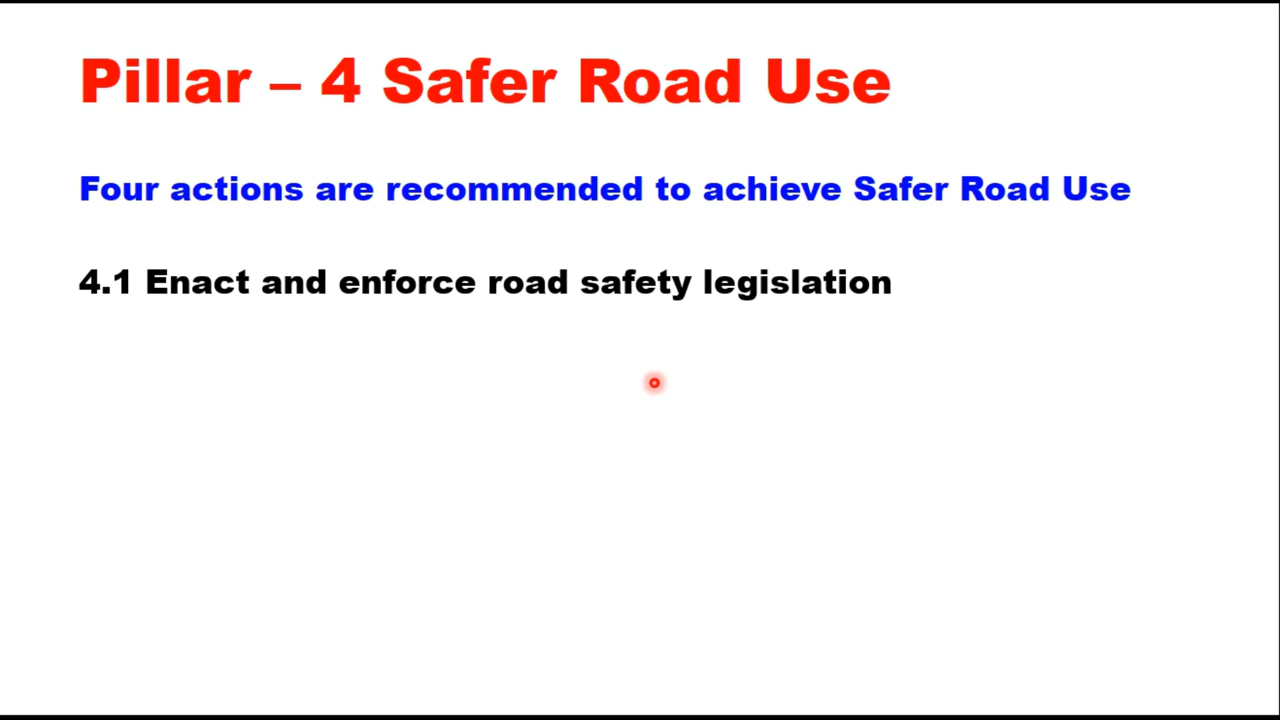 Pillar – 4 Safer Road Use
Four actions are recommended to achieve Safer Road Use
4.1 Enact and enforce road safety legislation